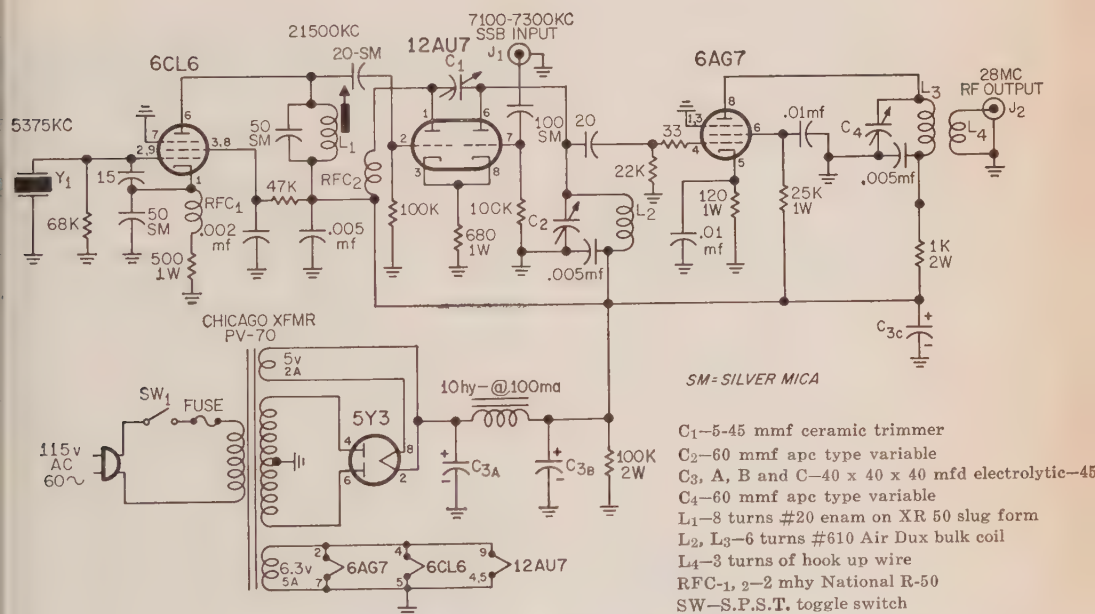 7100-7300KC
SSB INPUT
21500KC
20-SM
12AU7
C1
J1
6CL6
6AG7
28MC
RF OUTPUT
5375KC
Y1
7
2,9
6
3,8
1
15
50
SM
68K
RFC1
500
1W
.002
mf
47K
.005
mf
50
SM
L1
RFC2
100K
1
6
2
7
3
8
680
1W
100K
100
SM
20
C2
L2
.005mf
22K
33
1,3
4
8
6
5
.01
mf
120
1W
25K
1W
.01mf
C4
L3
L4
J2
.005mf
1K
2W
C3c
+
-
CHICAGO XFMR
PV-70
5v
2A
SW1
FUSE
115v
AC
60~
5Y3
4
6
8
2
10hy-@100ma
+
-
C3A
+
-
C3B
100K
2W
6.3v
5A
2
7
6AG7
4
5
6CL6
9
4,5
12AU7
SM=SILVER MICA
C1—5-45 mmf ceramic trimmer
C2—60 mmf apc type variable
C3, A, B and C—40 x 40 x 40 mfd electrolytic—45
C4—60 mmf apc type variable
L1—8 turns #20 enam on XR 50 slug form
L2, L3—6 turns #610 Air Dux bulk coil
L4—3 turns of hook up wire
RFC-1, 2—2 mhy National R-50
SW—S.P.S.T. toggle switch